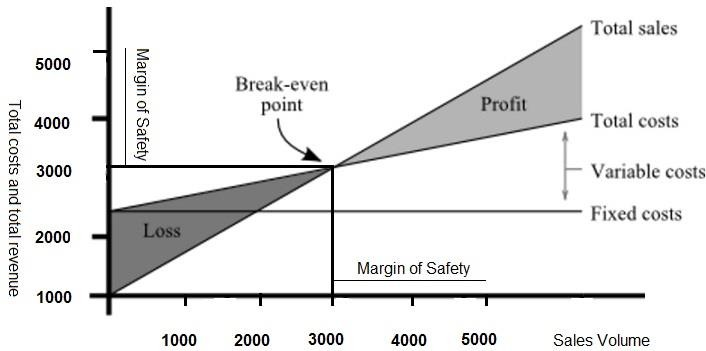 Total sales
5000
Margin of Safety
Break-even
point
Profit
4000
Total costs
Total costs and total revenue
3000
Variable costs
Fixed costs
Loss
2000
Margin of Safety
1000
1000 2000 3000 4000 5000 Sales Volume